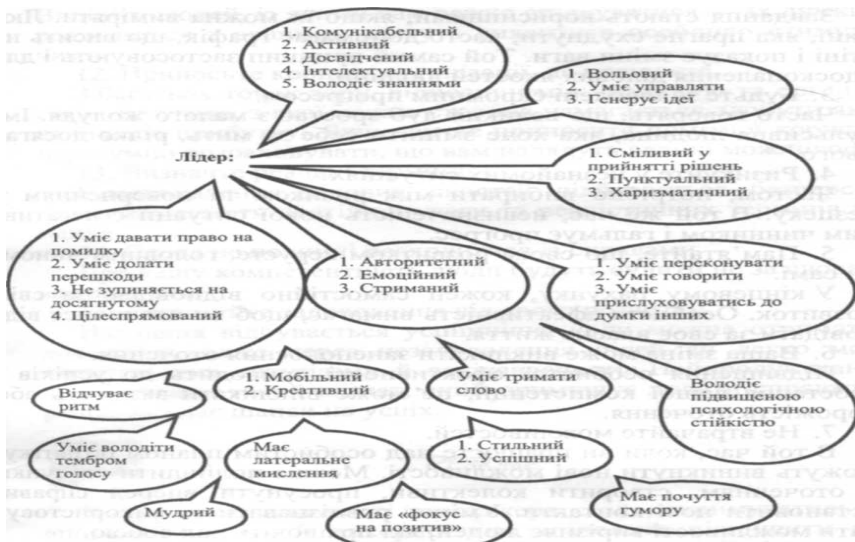 1. Комунікабельний
2. Активний
3. Досвідчений
4. Інтелектуальний
5. Володіє знаннями
1. Вольовий
2. Уміє управляти
3. Генерує ідеї
Лідер:
1. Сміливий у
прийнятті рішень
2. Пунктуальний
3. Харизматичний
1. Уміє давати право на
помилку
2. Уміє долати
перешкоди
3. Не зупиняється на
досягнутому
4. Цілеспрямований
1. Авторитетний
2. Емоційний
3. Стриманий
1. Уміє переконувати
2. Уміє говорити
3. Уміє
прислуховуватись до
думки інших
Відчуває
ритм
1. Мобільний
2. Креативний
Уміє тримати
слово
Володіє
підвищеною
психологічною
стійкістю
Уміє володіти
тембром
голосу
Має
латеральне
мислення
1. Стильний
2. Успішний
Мудрий
Має «фокус
на позитив»
Має почуття
гумору